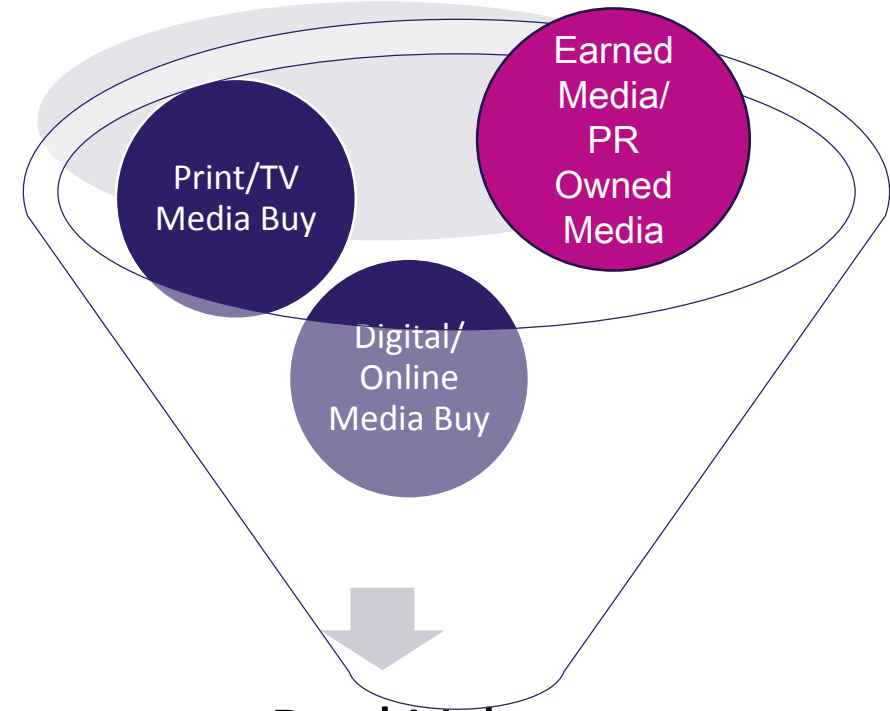 Earned
Media/
PR
Owned
Media
Print/TV
Media Buy
Digital/
Online
Media Buy